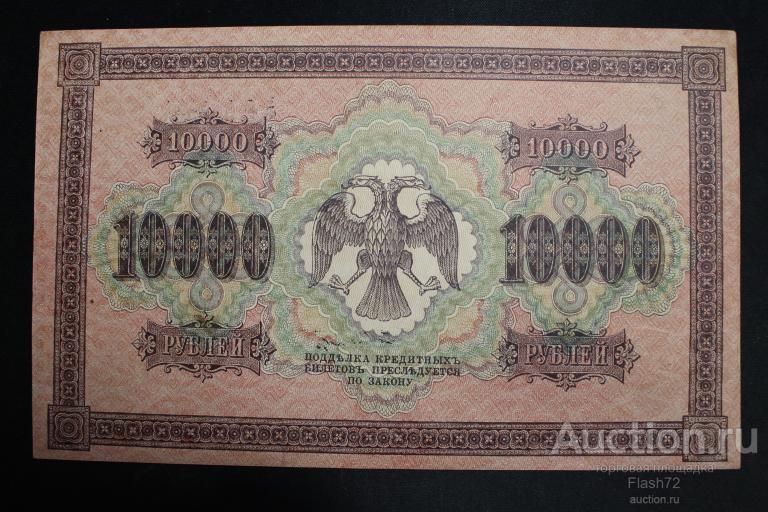 10000
10000
10000
10000
РУБЛЕЙ
РУБЛЕЙ
ПОДДѢЛКА КРЕДИТНЫХЪ
БИЛЕТОВЪ ПРЕСЛѢДУЕТСЯ
ПО ЗАКОНУ
Auction.ru
торговая площадка
Flash72
auction.ru